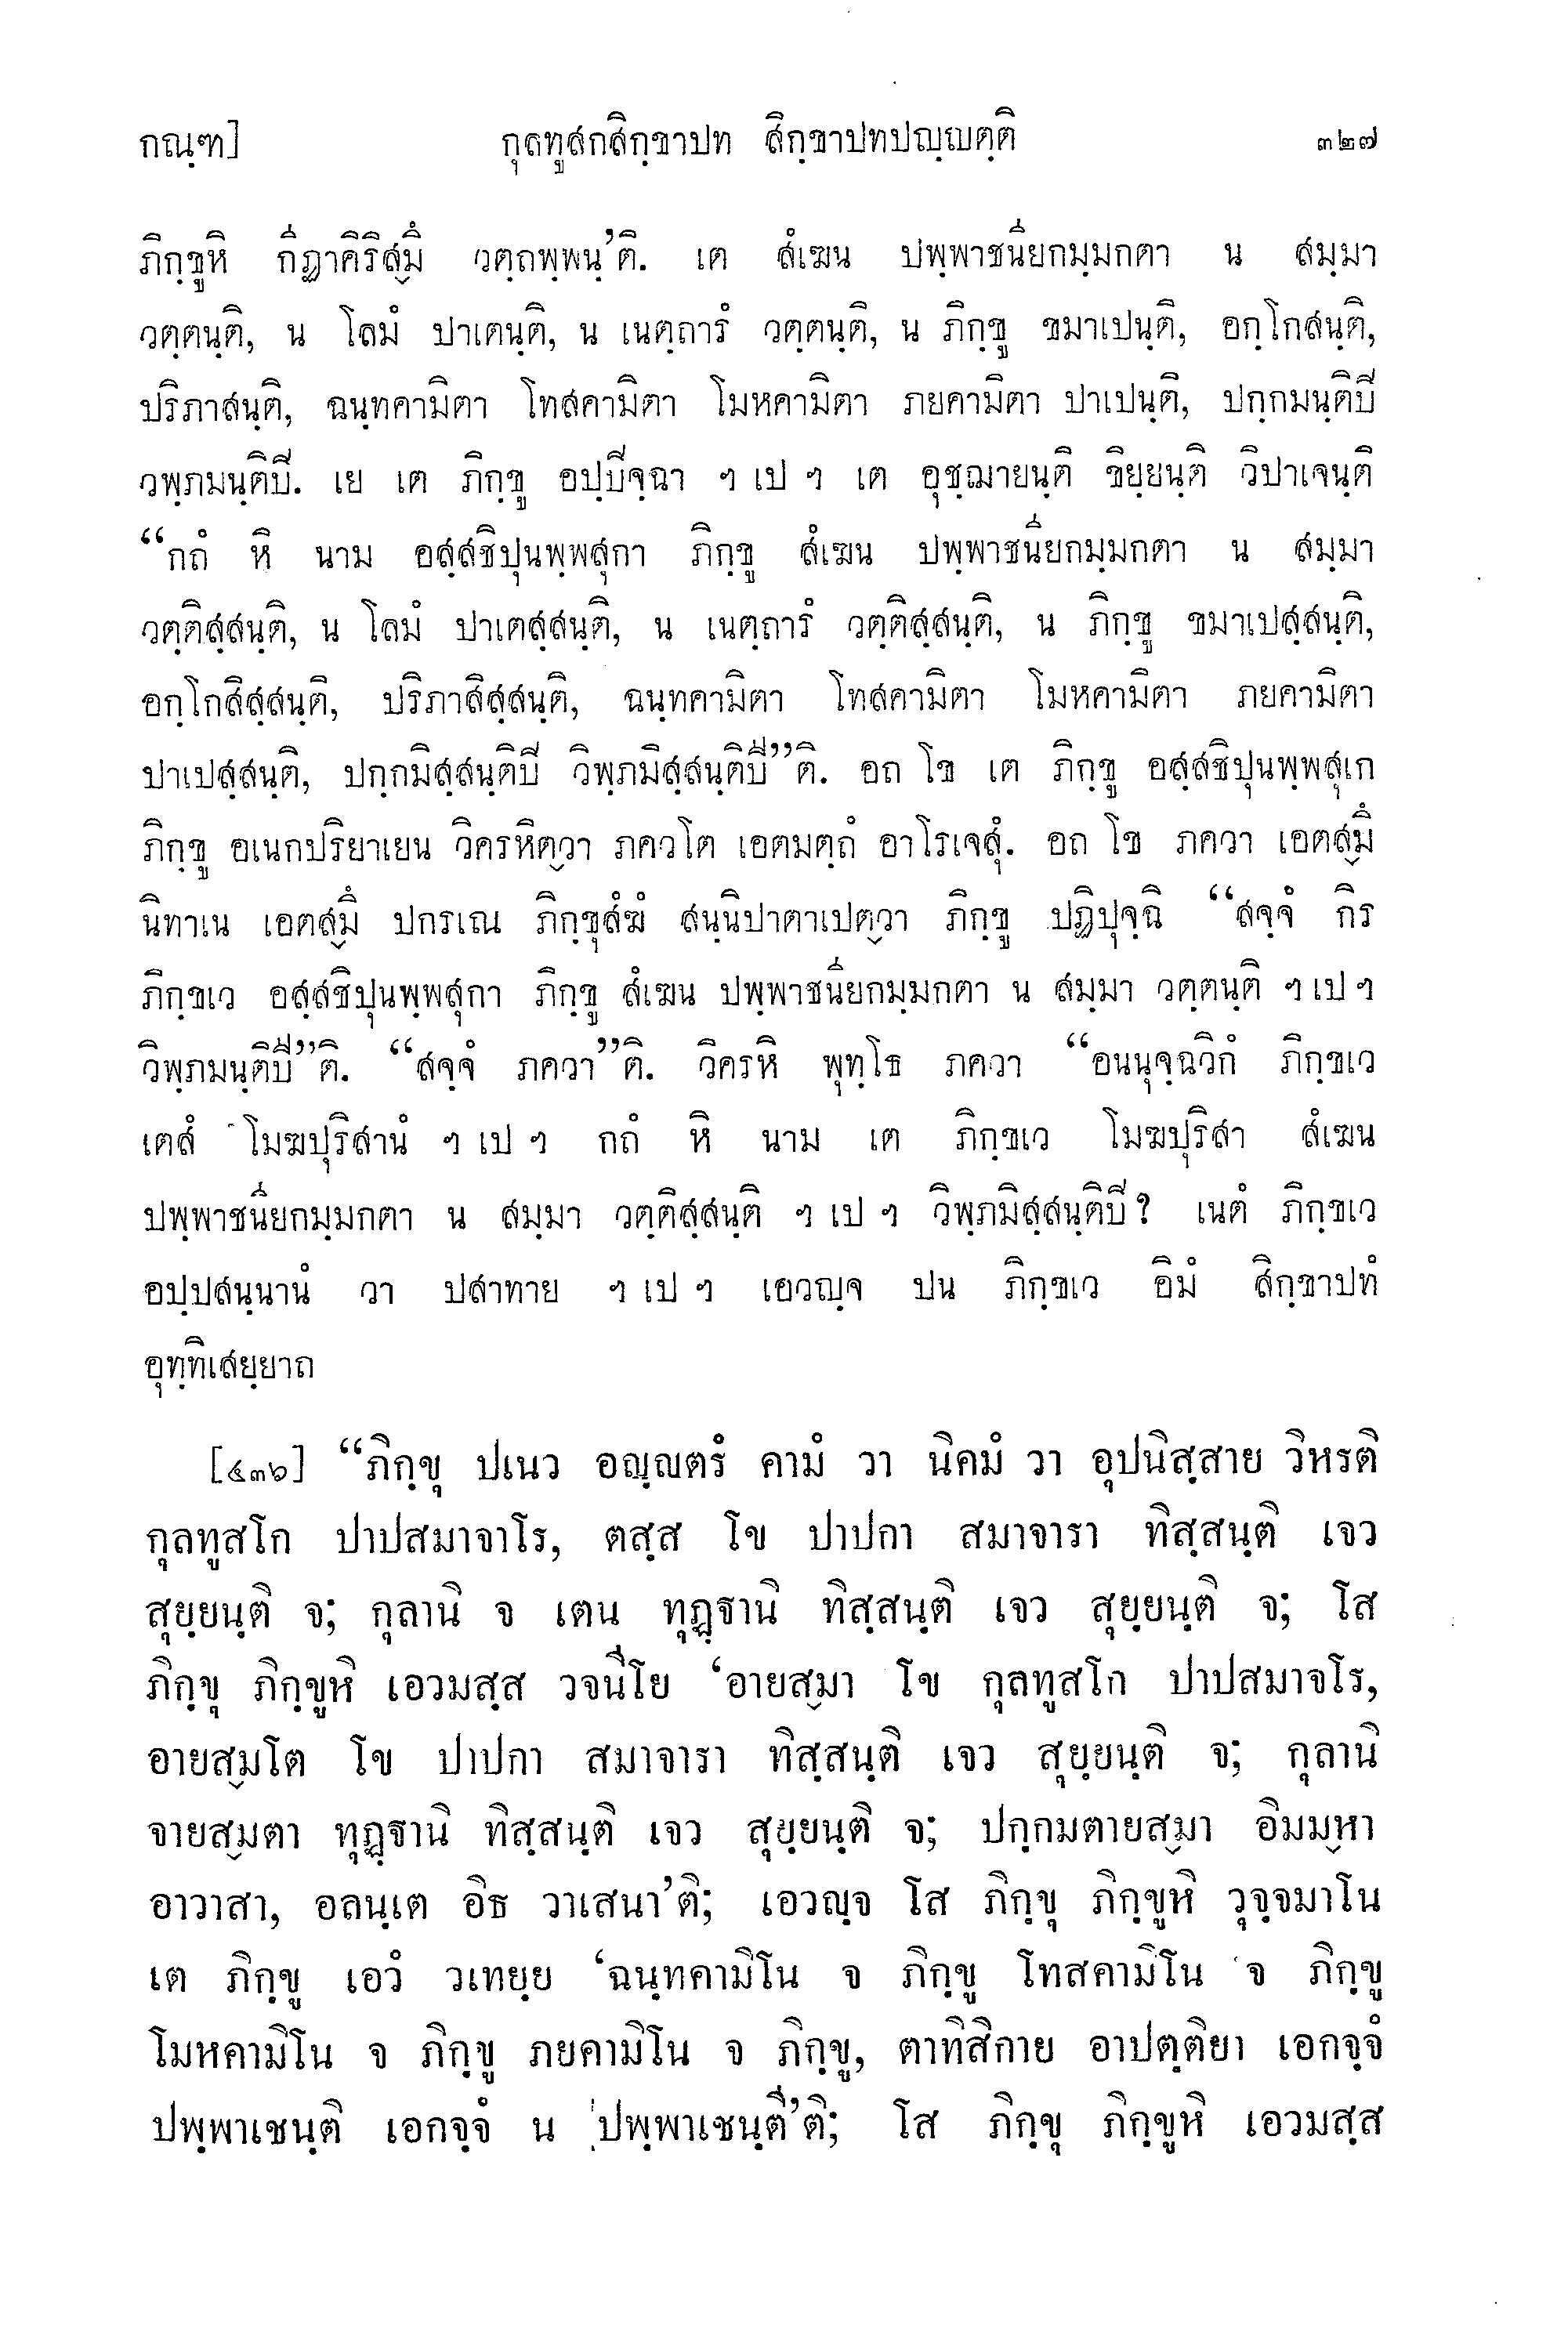 กณฺฑ] กุลทูสกสิกฺขาปท สิกฺขาปทปญฺญตฺติ ๓๒๗
ภิกฺขูหิ กิฏาคิริสฺมึ วตฺถพฺพนฺ’ติ. เต สํเฆน ปพฺพาชนียกมฺมกตา น สมฺมา
วตฺตนฺติ, น โลมํ ปาเตนฺติ, น เนตฺถารํ วตฺตนฺติ, น ภิกฺขู ขมาเปนฺติ, อกฺโกสนฺติ,
ปริภาสนฺติ, ฉนฺทคามิตา โทสคามิตา โมหคามิตา ภยคามิตา ปาเปนฺติ, ปกฺกมนฺติปี
วพฺภมนฺติปี. เย เต ภิกฺขู อปฺปิจฺฉา ฯ เป ฯ เต อุชฺฌายนฺติ ขิยฺยนฺติ วิปาเจนฺติ
“กถํ หิ นาม อสฺสชิปุนพฺพสุกา ภิกฺขู สํเฆน ปพฺพาชนียกมฺมกตา น สมฺมา
วตฺติสฺสนฺติ, น โลมํ ปาเตสฺสนฺติ, น เนตฺถารํ วตฺติสฺสนฺติ, น ภิกฺขู ขมาเปสฺสนฺติ,
อกฺโกสิสฺสนฺติ, ปริภาสิสฺสนฺติ, ฉนฺทคามิตา โทสคามิตา โมหคามิตา ภยคามิตา
ปาเปสฺสนฺติ, ปกฺกมิสฺสนฺติปี วิพฺภมิสฺสนฺติปี”ติ. อถ โข เต ภิกฺขู อสฺสชิปุนพฺพสุเก
ภิกฺขู อเนกปริยาเยน วิครหิตฺวา ภควโต เอตมตฺถํ อาโรเจสุํ. อถ โข ภควา เอตสฺมึ
นิทาเน เอตสฺมึ ปกรเณ ภิกฺขุสํฆํ สนฺนิปาตาเปตฺวา ภิกฺขู ปฏิปุจฺฉิ “สจฺจํ กิร
ภิกฺขเว อสฺสชิปุนพฺพสุกา ภิกฺขู สํเฆน ปพฺพาชนียกมฺมกตา น สมฺมา วตฺตนฺติ ฯ เป ฯ
วิพฺภมนฺติปี”ติ. “สจฺจํ ภควา”ติ. วิครหิ พุทฺโธ ภควา “อนนุจฺฉวิกํ ภิกฺขเว
เตสํ โมฆปุริสานํ ฯ เป ฯ กถํ หิ นาม เต ภิกฺขเว โมฆปุริสา สํเฆน
ปพฺพาชนียกมฺมกตา น สมฺมา วตฺติสฺสนฺติ ฯ เป ฯ วิพฺภมิสฺสนฺติปี? เนตํ ภิกฺขเว
อปฺปสนฺนานํ วา ปสาทาย ฯ เป ฯ เอวญฺจ ปน ภิกฺขเว อิมํ สิกฺขาปทํ
อุทฺทิเสยฺยาถ
[๔๓๖] “ภิกฺขุ ปเนว อญฺญตรํ คามํ วา นิคมํ วา อุปนิสฺสาย วิหรติ
กุลทูสโก ปาปสมาจาโร, ตสฺส โข ปาปกา สมาจารา ทิสฺสนฺติ เจว
สุยฺยนฺติ จ; กุลานิ จ เตน ทุฏฺฐานิ ทิสฺสนฺติ เจว สุยฺยนฺติ จ; โส
ภิกฺขุ ภิกฺขูหิ เอวมสฺส วจนีโย ‘อายสฺมา โข กุลทูสโก ปาปสมาจโร,
อายสฺมโต โข ปาปกา สมาจารา ทิสฺสนฺติ เจว สุยฺยนฺติ จ; กุลานิ
จายสฺมตา ทุฏฺฐานิ ทิสฺสนฺติ เจว สุยฺยนฺติ จ; ปกฺกมตายสฺมา อิมมฺหา
อาวาสา, อลนฺเต อิธ วาเสนา’ติ; เอวญฺจ โส ภิกฺขุ ภิกฺขูหิ วุจฺจมาโน
เต ภิกฺขู เอวํ วเทยฺย ‘ฉนฺทคามิโน จ ภิกฺขู โทสคามิโน จ ภิกฺขู
โมหคามิโน จ ภิกฺขู ภยคามิโน จ ภิกฺขู, ตาทิสิกาย อาปตฺติยา เอกจฺจํ
ปพฺพาเชนฺติ เอกจฺจํ น ปพฺพาเชนฺตี’ติ; โส ภิกฺขุ ภิกฺขูหิ เอวมสฺส